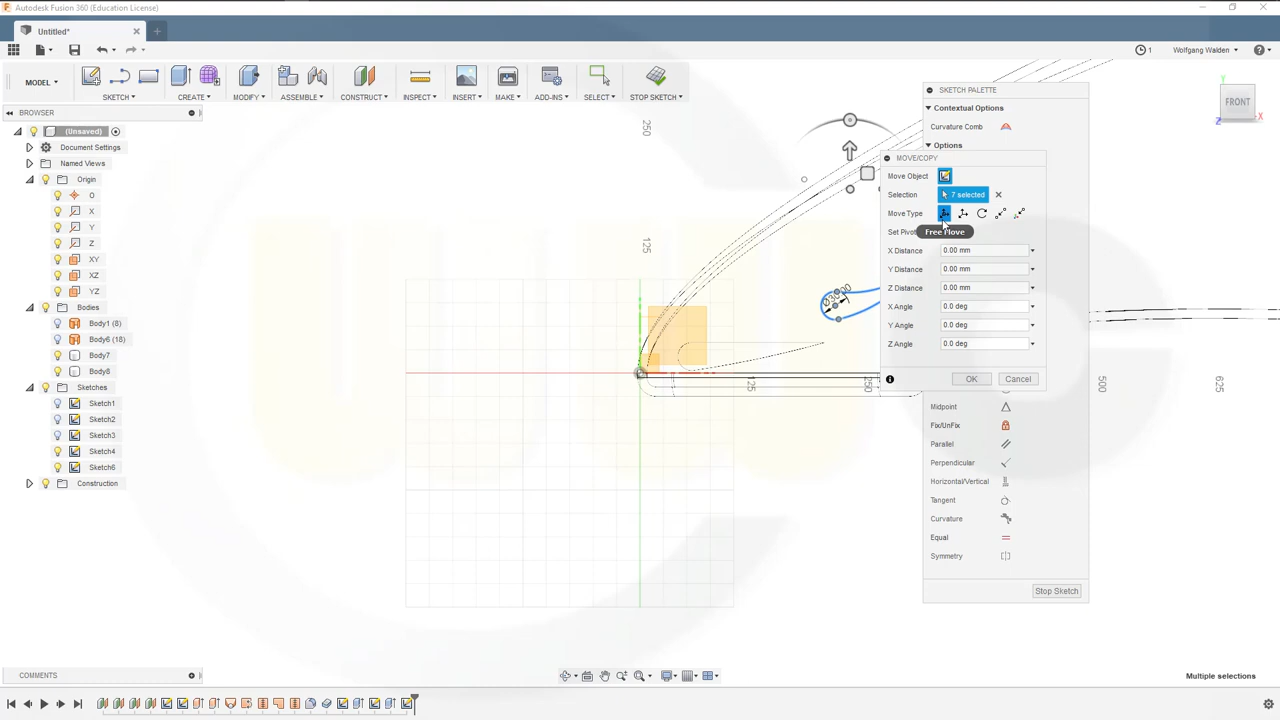 Autodesk Fusion 360 (Education License)
Untitled*
1
Wolfgang Walden
MODEL
SKETCH
CREATE
MODIFY
ASSEMBLE
CONSTRUCT
INSPECT
INSERT
MAKE
ADD-INS
SELECT
STOP SKETCH
BROWSER
(Unsaved)
Document Settings
Named Views
Origin
O
X
Y
Z
XY
XZ
YZ
Bodies
Body1 (8)
Body6 (18)
Body7
Body8
Sketches
Sketch1
Sketch2
Sketch3
Sketch4
Sketch6
Construction
250
125
125
250
500
625
Ø30.00
FRONT
Y
X
Z
SKETCH PALETTE
Contextual Options
Curvature Comb
Options
MOVE/COPY
Move Object
Selection
7 selected
Move Type
Set Pivot
Free Move
X Distance 0.00 mm
Y Distance 0.00 mm
Z Distance 0.00 mm
X Angle 0.0 deg
Y Angle 0.0 deg
Z Angle 0.0 deg
OK
Cancel
Midpoint
Fix/UnFix
Parallel
Perpendicular
Horizontal/Vertical
Tangent
Curvature
Equal
Symmetry
Stop Sketch
COMMENTS
Multiple selections